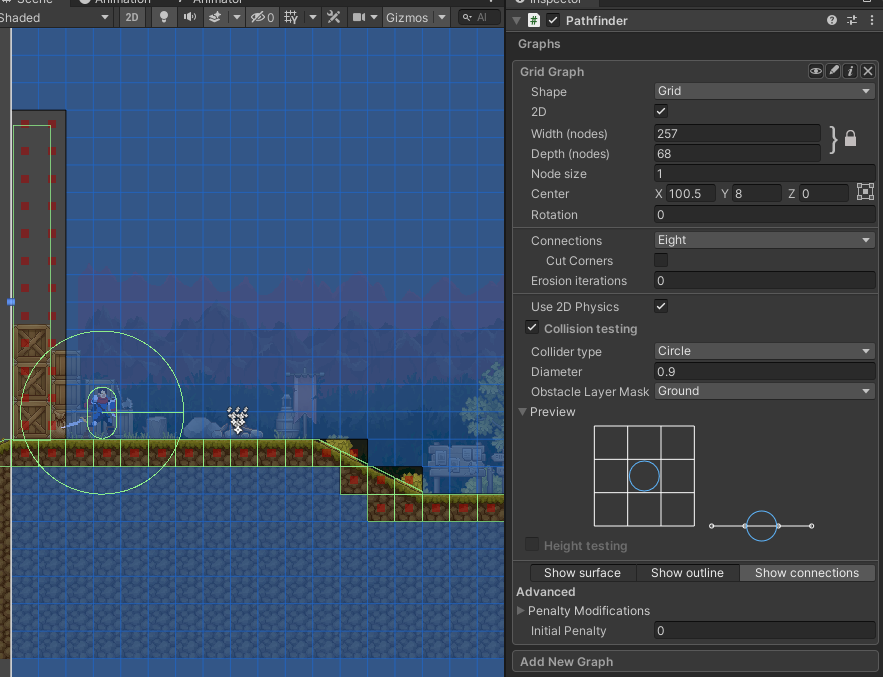 Scene
Animation
Animator
Inspector
Shaded
2D
0
Gizmos
All
Pathfinder
Graphs
Grid Graph
Shape
Grid
2D
Width (nodes)
257
Depth (nodes)
68
Node size
1
Center
X 100.5 Y 8 Z 0
Rotation
0
Connections
Eight
Cut Corners
Erosion iterations
0
Use 2D Physics
Collision testing
Collider type
Circle
Diameter
0.9
Obstacle Layer Mask
Ground
Preview
Height testing
Show surface
Show outline
Show connections
Advanced
Penalty Modifications
Initial Penalty
0
Add New Graph